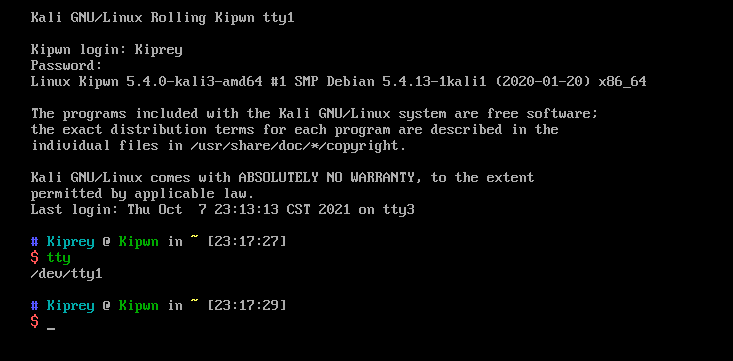 Kali GNU/Linux Rolling Kipwn tty1
Kipwn login: Kiprey
Password:
Linux Kipwn 5.4.0-kali3-amd64 #1 SMP Debian 5.4.13-1kali1 (2020-01-20) x86_64
The programs included with the Kali GNU/Linux system are free software;
the exact distribution terms for each program are described in the
individual files in /usr/share/doc/*/copyright.
Kali GNU/Linux comes with ABSOLUTELY NO WARRANTY, to the extent
permitted by applicable law.
Last login: Thu Oct  7 23:13:13 CST 2021 on tty3
# Kiprey @ Kipwn in ~ [23:17:27]
$ tty
/dev/tty1
# Kiprey @ Kipwn in ~ [23:17:29]
$ _